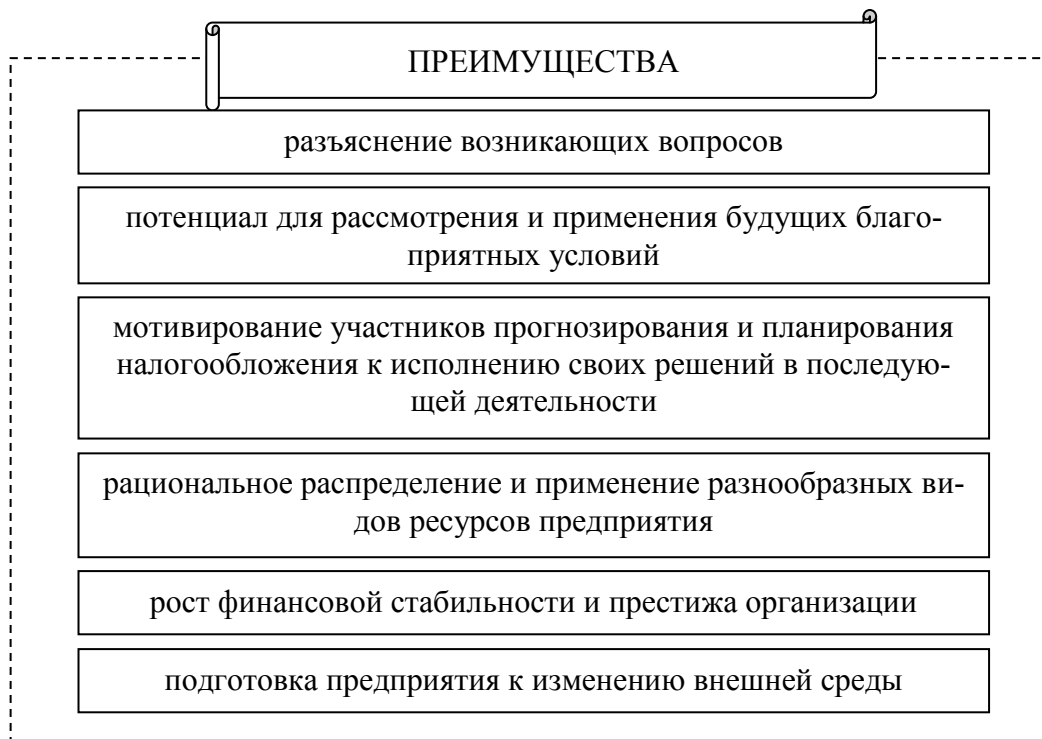 ПРЕИМУЩЕСТВА
разъяснение возникающих вопросов
потенциал для рассмотрения и применения будущих благо-
приятных условий
мотивирование участников прогнозирования и планирования
налогообложения к исполнению своих решений в последую-
щей деятельности
рациональное распределение и применение разнообразных ви-
дов ресурсов предприятия
рост финансовой стабильности и престижа организации
подготовка предприятия к изменению внешней среды